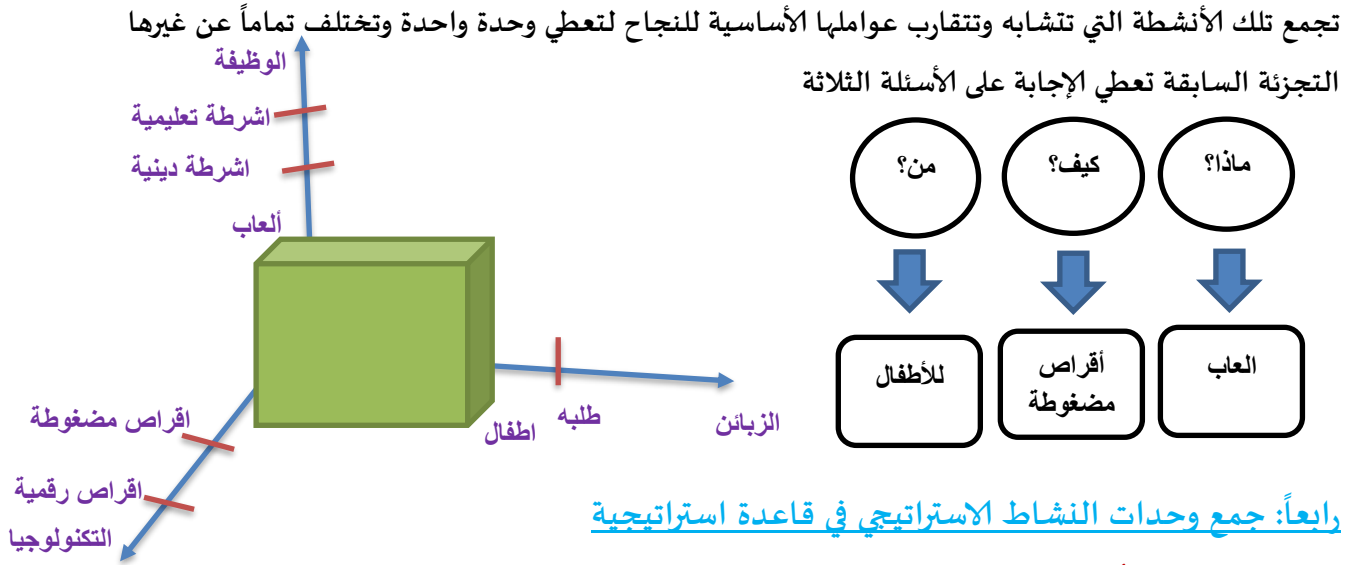 تجمع تلك الأنشطة التي تتشابه وتتقارب عواملها الأساسية للنجاح لتعطي وحدة واحدة وتختلف تماماً عن غيرها
التجزئة السابقة تعطي الإجابة على الأسئلة الثلاثة
ماذا؟
كيف؟
من؟
العاب
أقراص مضغوطة
للأطفال
الوظيفة
اشرطة تعليمية
اشرطة دينية
ألعاب
الزبائن
طلبه
اطفال
اقراص مضغوطة
اقراص رقمية
التكنولوجيا
رابعاً: جمع وحدات النشاط الاستراتيجي في قاعدة استراتيجية